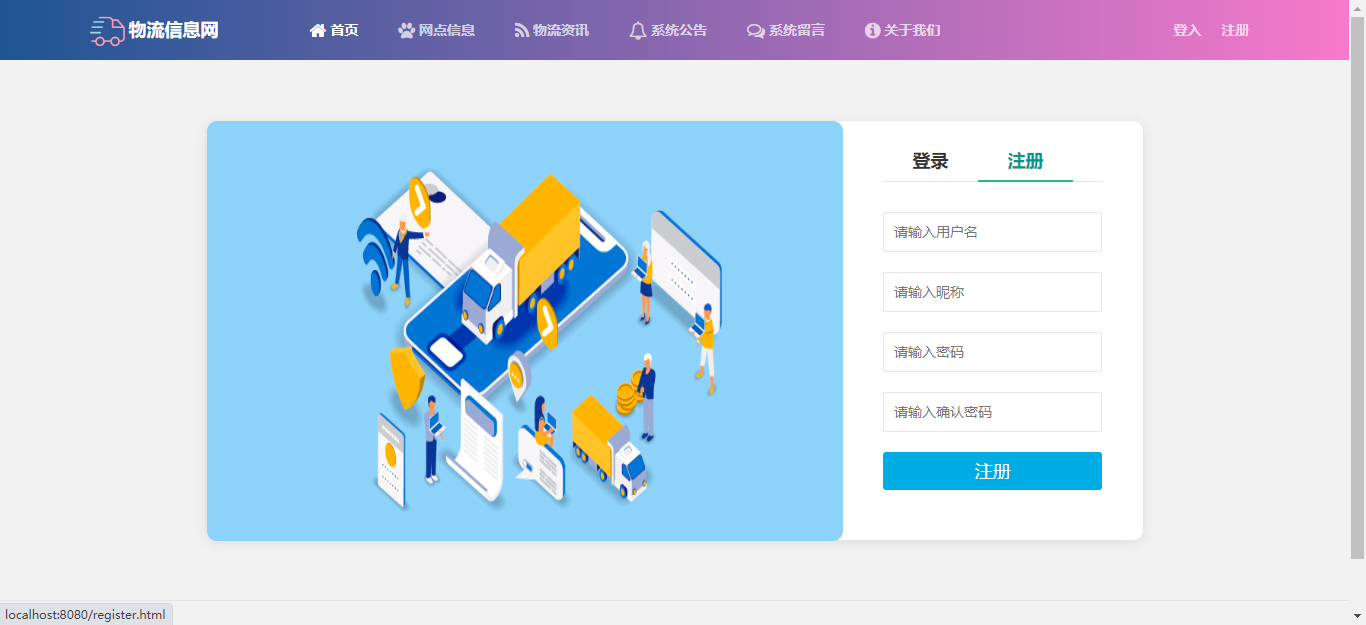 物流信息网 首页 网点信息 物流资讯 系统公告 系统留言 关于我们 登入 注册
登录 注册
请输入用户名
请输入昵称
请输入密码
请输入确认密码
注册
localhost:8080/register.html